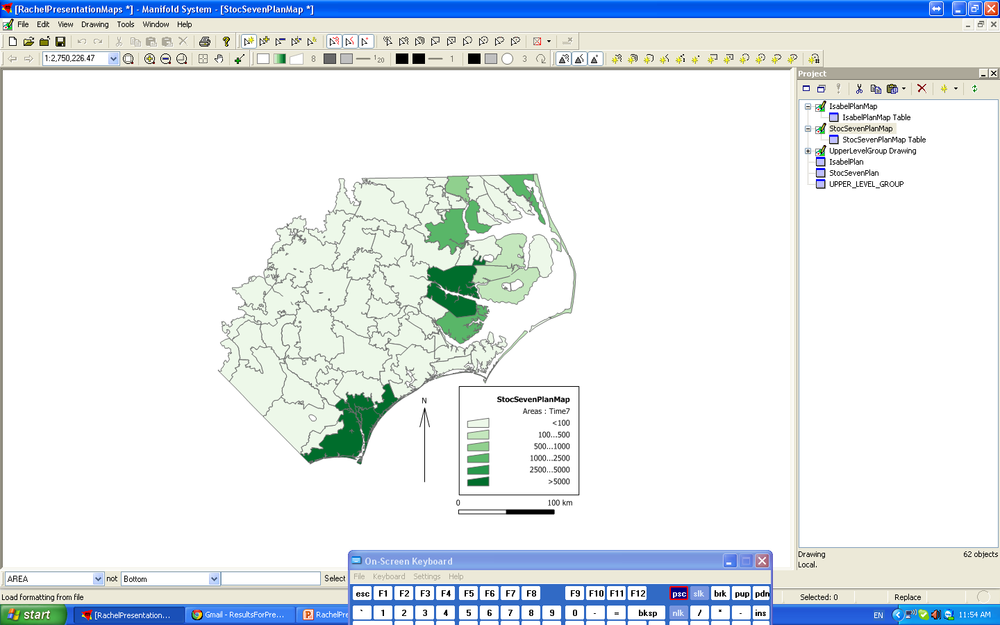 [RachelPresentationMaps *] - Manifold System - [StocSevenPlanMap *]
File Edit View Drawing Tools Window Help
1:2,750,226.47
8
1 20
1
3
Project
IsabelPlanMap
IsabelPlanMap Table
StocSevenPlanMap
StocSevenPlanMap Table
UpperLevelGroup Drawing
IsabelPlan
StocSevenPlan
UPPER_LEVEL_GROUP
N
StocSevenPlanMap
Areas : Time7
<100
100...500
500...1000
1000...2500
2500...5000
>5000
0 100 km
Drawing 62 objects
Local.
On-Screen Keyboard
File Keyboard Settings Help
esc F1 F2 F3 F4 F5 F6 F7 F8 F9 F10 F11 F12 psc slk brk pup pdn
` 1 2 3 4 5 6 7 8 9 0 - = bksp nlk / * - ins
AREA not Bottom Select
Load formatting from file
Selected: 0 Replace
start [RachelPresentation... Gmail - ResultsForPre... RachelPre
EN 11:54 AM